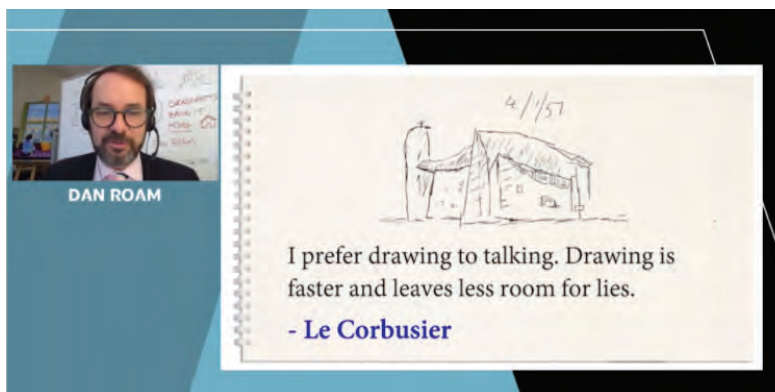 DAN ROAM
4/1/51
I prefer drawing to talking. Drawing is
faster and leaves less room for lies.
- Le Corbusier